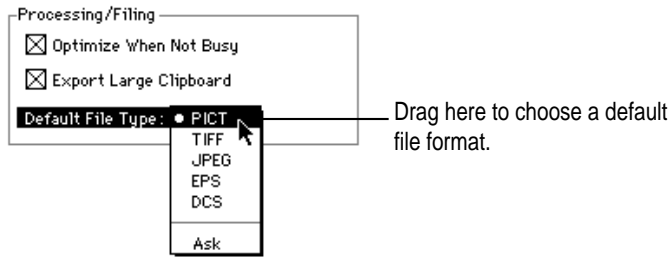 Processing/Filing
Optimize When Not Busy
Export Large Clipboard
Default File Type: PICT
TIFF
JPEG
EPS
DCS
Ask
Drag here to choose a default
file format.